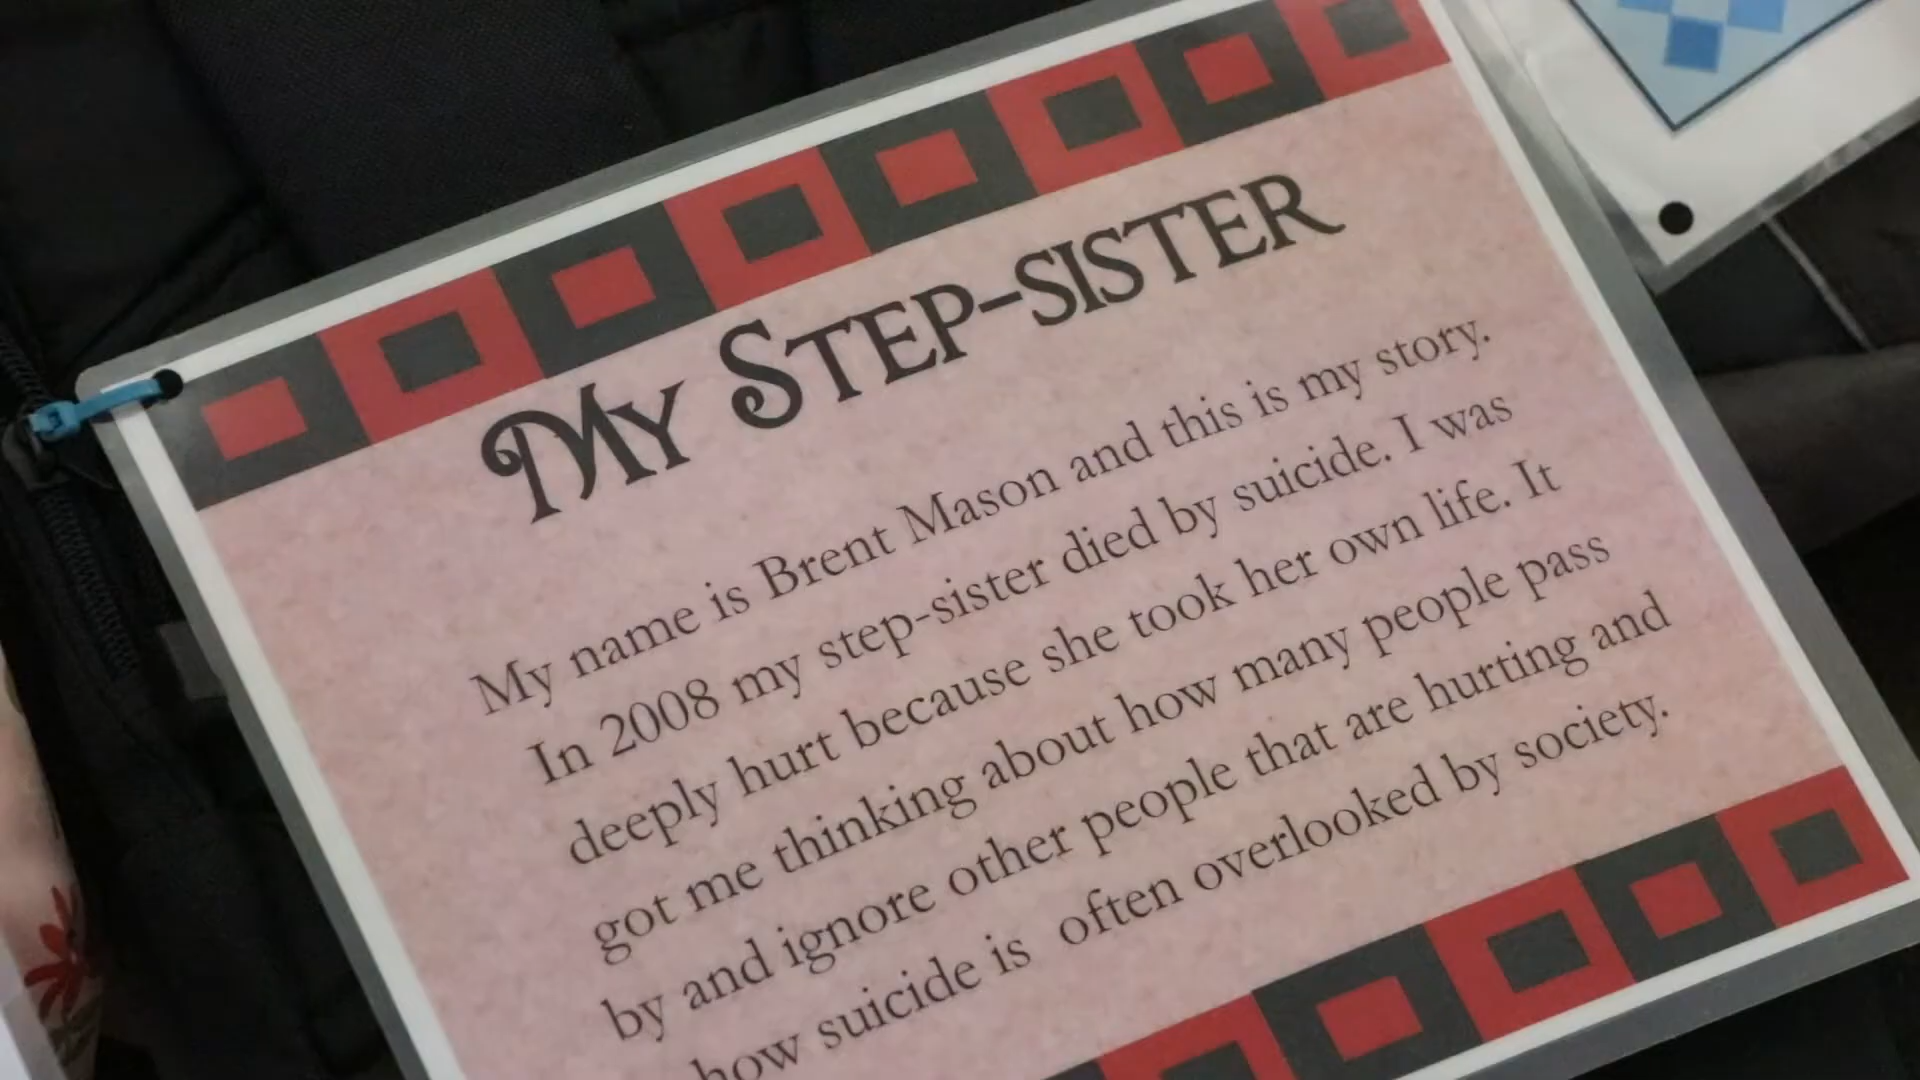 My Step-sister
My name is Brent Mason and this is my story.
In 2008 my step-sister died by suicide. I was
deeply hurt because she took her own life. It
got me thinking about how many people pass
by and ignore other people that are hurting and
how suicide is often overlooked by society.